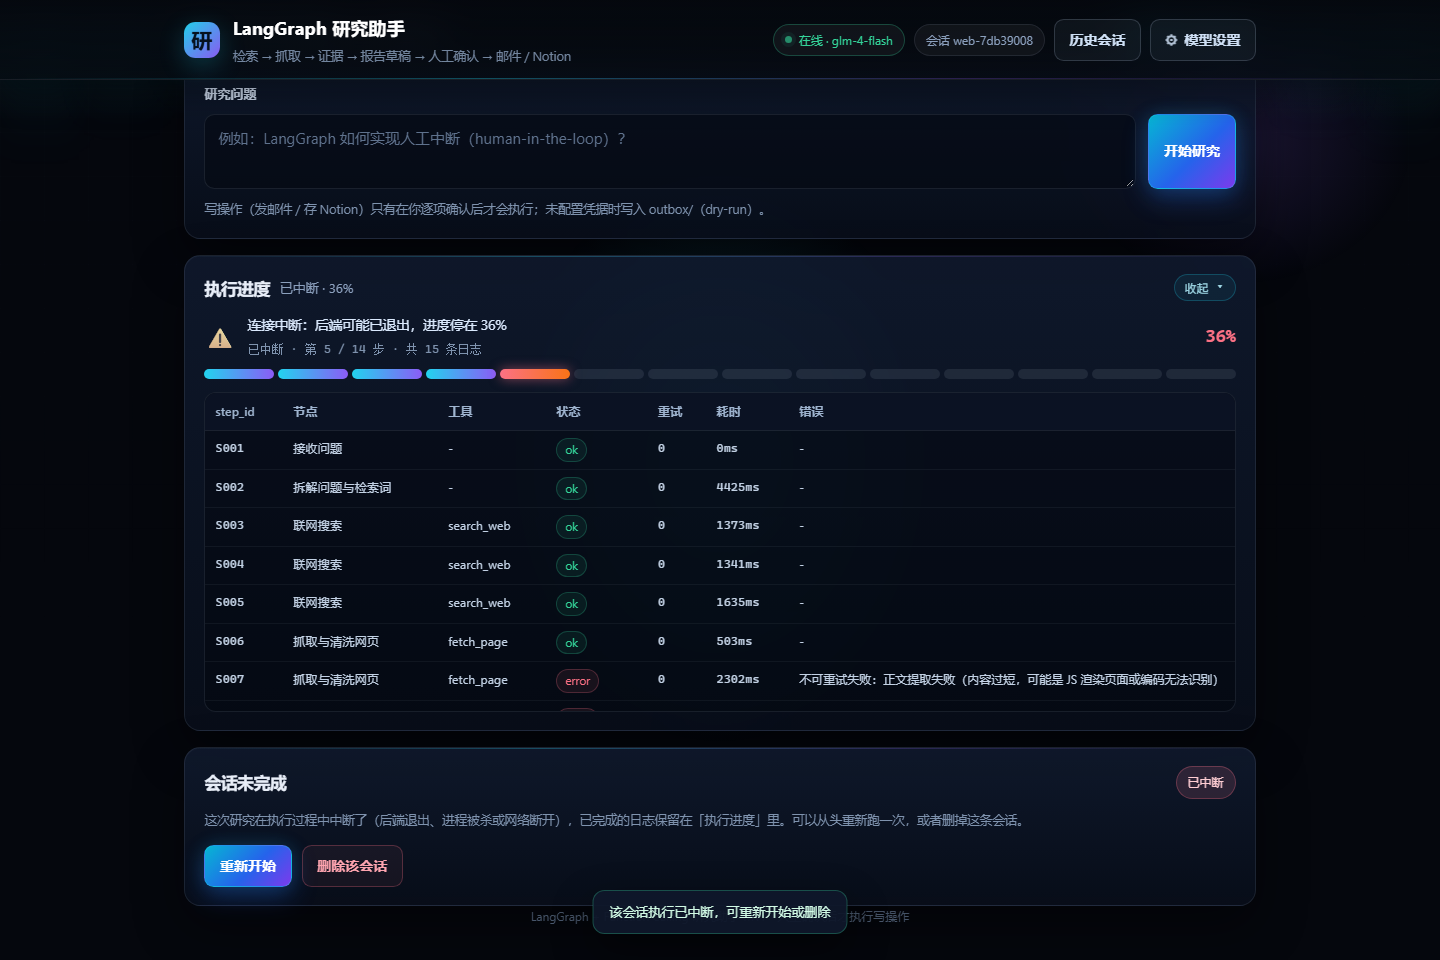 研
LangGraph 研究助手
检索 → 抓取 → 证据 → 报告草稿 → 人工确认 → 邮件 / Notion
在线 · glm-4-flash
会话 web-7db39008
历史会话
⚙ 模型设置
研究问题
例如：LangGraph 如何实现人工中断（human-in-the-loop）？
开始研究
写操作（发邮件 / 存 Notion）只有在你逐项确认后才会执行；未配置凭据时写入 outbox/（dry-run）。
执行进度 已中断 · 36%
收起
连接中断：后端可能已退出，进度停在 36%
已中断 · 第 5 / 14 步 · 共 15 条日志
36%
step_id 节点 工具 状态 重试 耗时 错误
S001 接收问题 - ok 0 0ms -
S002 拆解问题与检索词 - ok 0 4425ms -
S003 联网搜索 search_web ok 0 1373ms -
S004 联网搜索 search_web ok 0 1341ms -
S005 联网搜索 search_web ok 0 1635ms -
S006 抓取与清洗网页 fetch_page ok 0 503ms -
S007 抓取与清洗网页 fetch_page error 0 2302ms 不可重试失败：正文提取失败（内容过短，可能是 JS 渲染页面或编码无法识别）
会话未完成
已中断
这次研究在执行过程中中断了（后端退出、进程被杀或网络断开），已完成的日志保留在「执行进度」里。可以从头重新跑一次，或者删掉这条会话。
重新开始
删除该会话
LangGraph
该会话执行已中断，可重新开始或删除
执行写操作